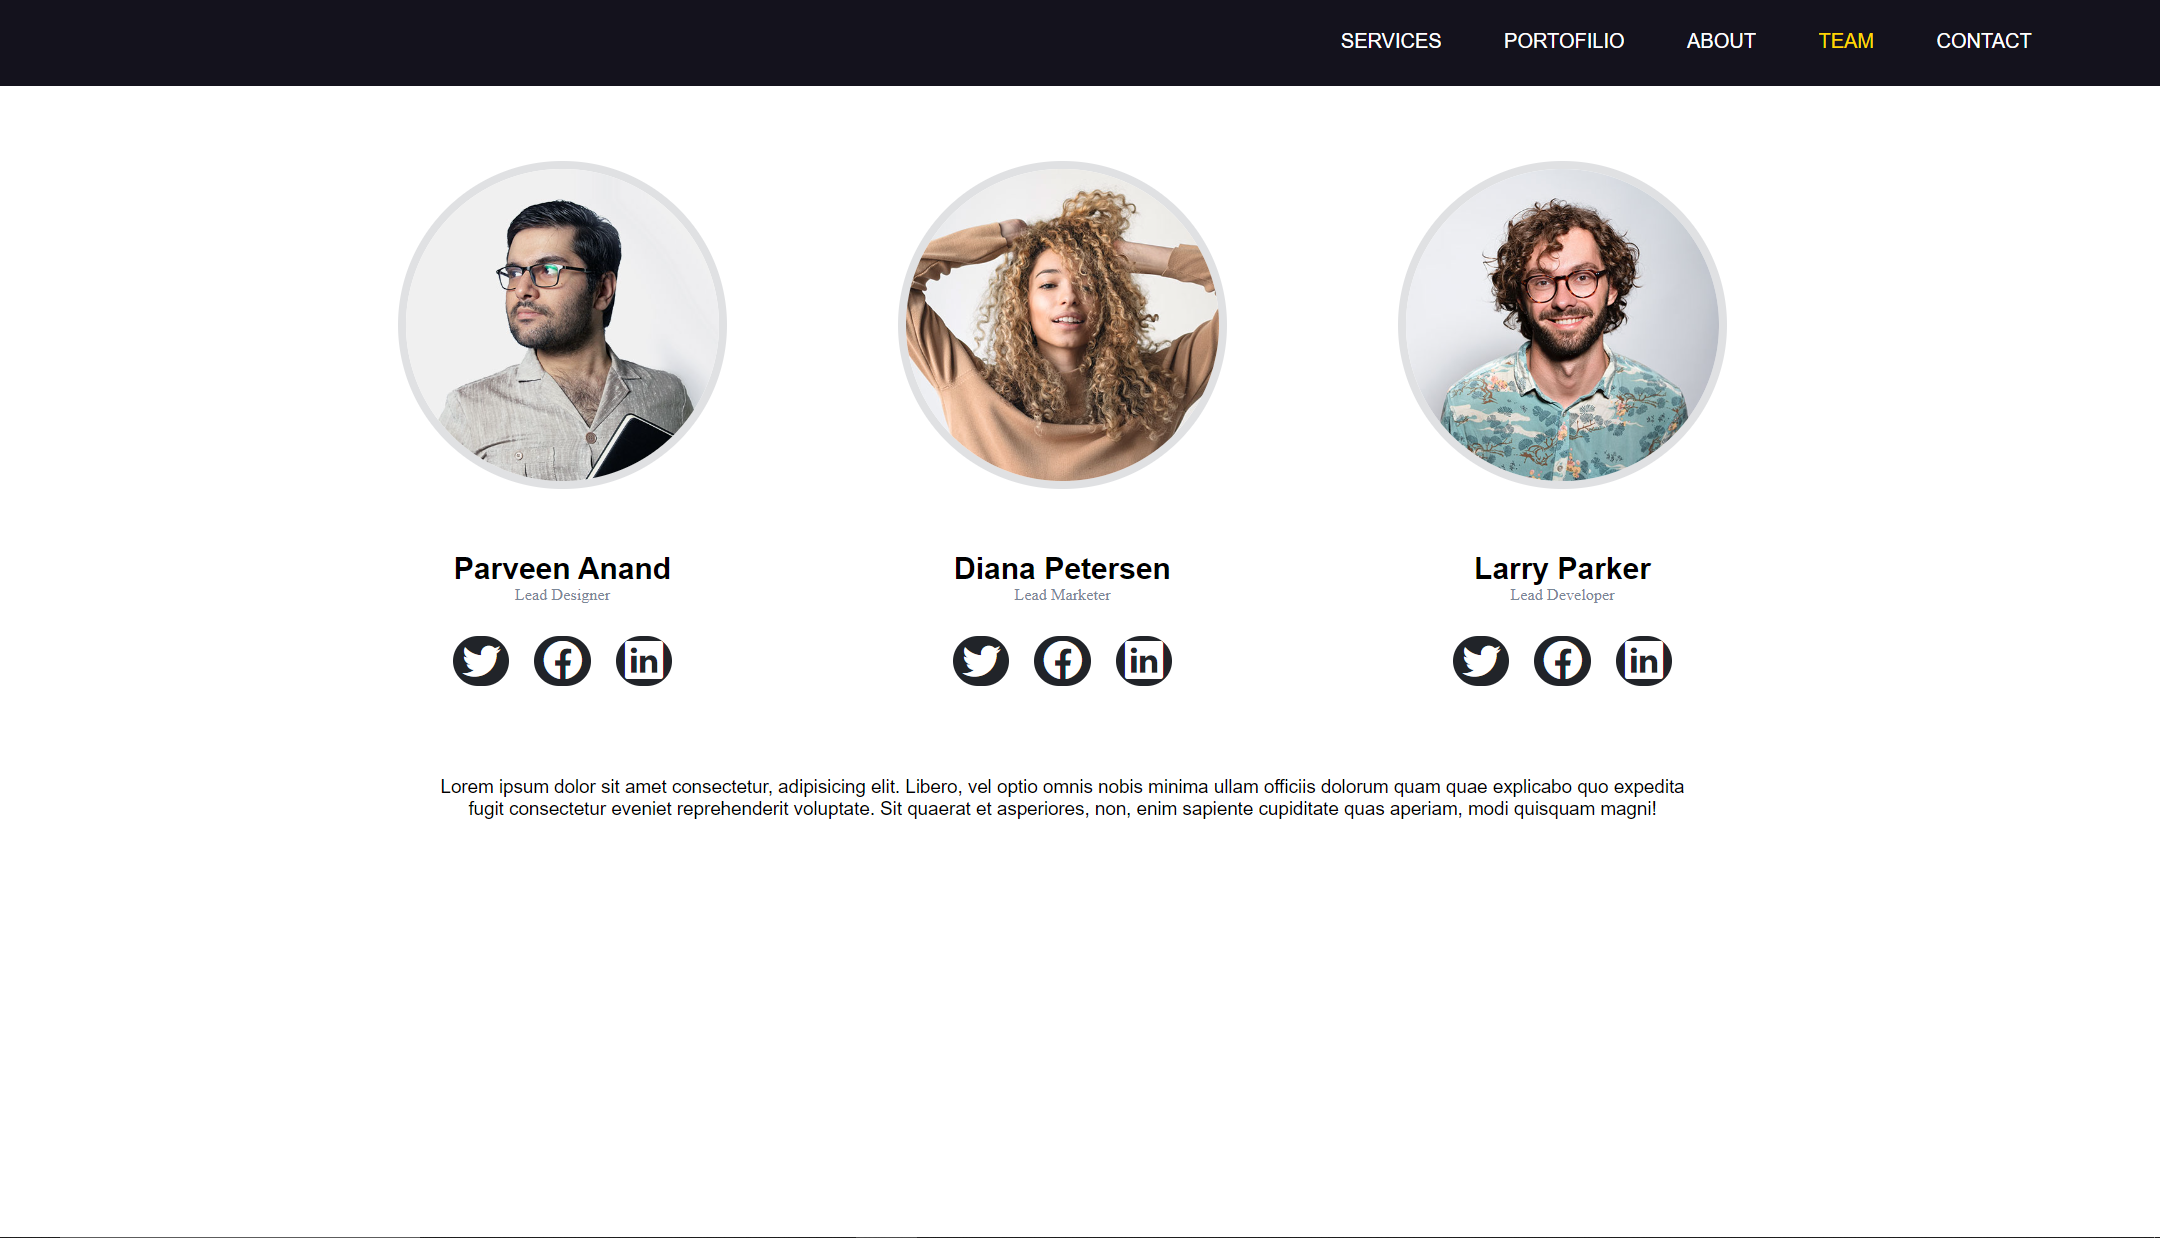 SERVICES PORTOFILIO ABOUT TEAM CONTACT
Parveen Anand Diana Petersen Larry Parker
Lead Designer Lead Marketer Lead Developer
in in in
Lorem ipsum dolor sit amet consectetur, adipisicing elit. Libero, vel optio omnis nobis minima ullam officiis dolorum quam quae explicabo quo expedita
fugit consectetur eveniet reprehenderit voluptate. Sit quaerat et asperiores, non, enim sapiente cupiditate quas aperiam, modi quisquam magni!